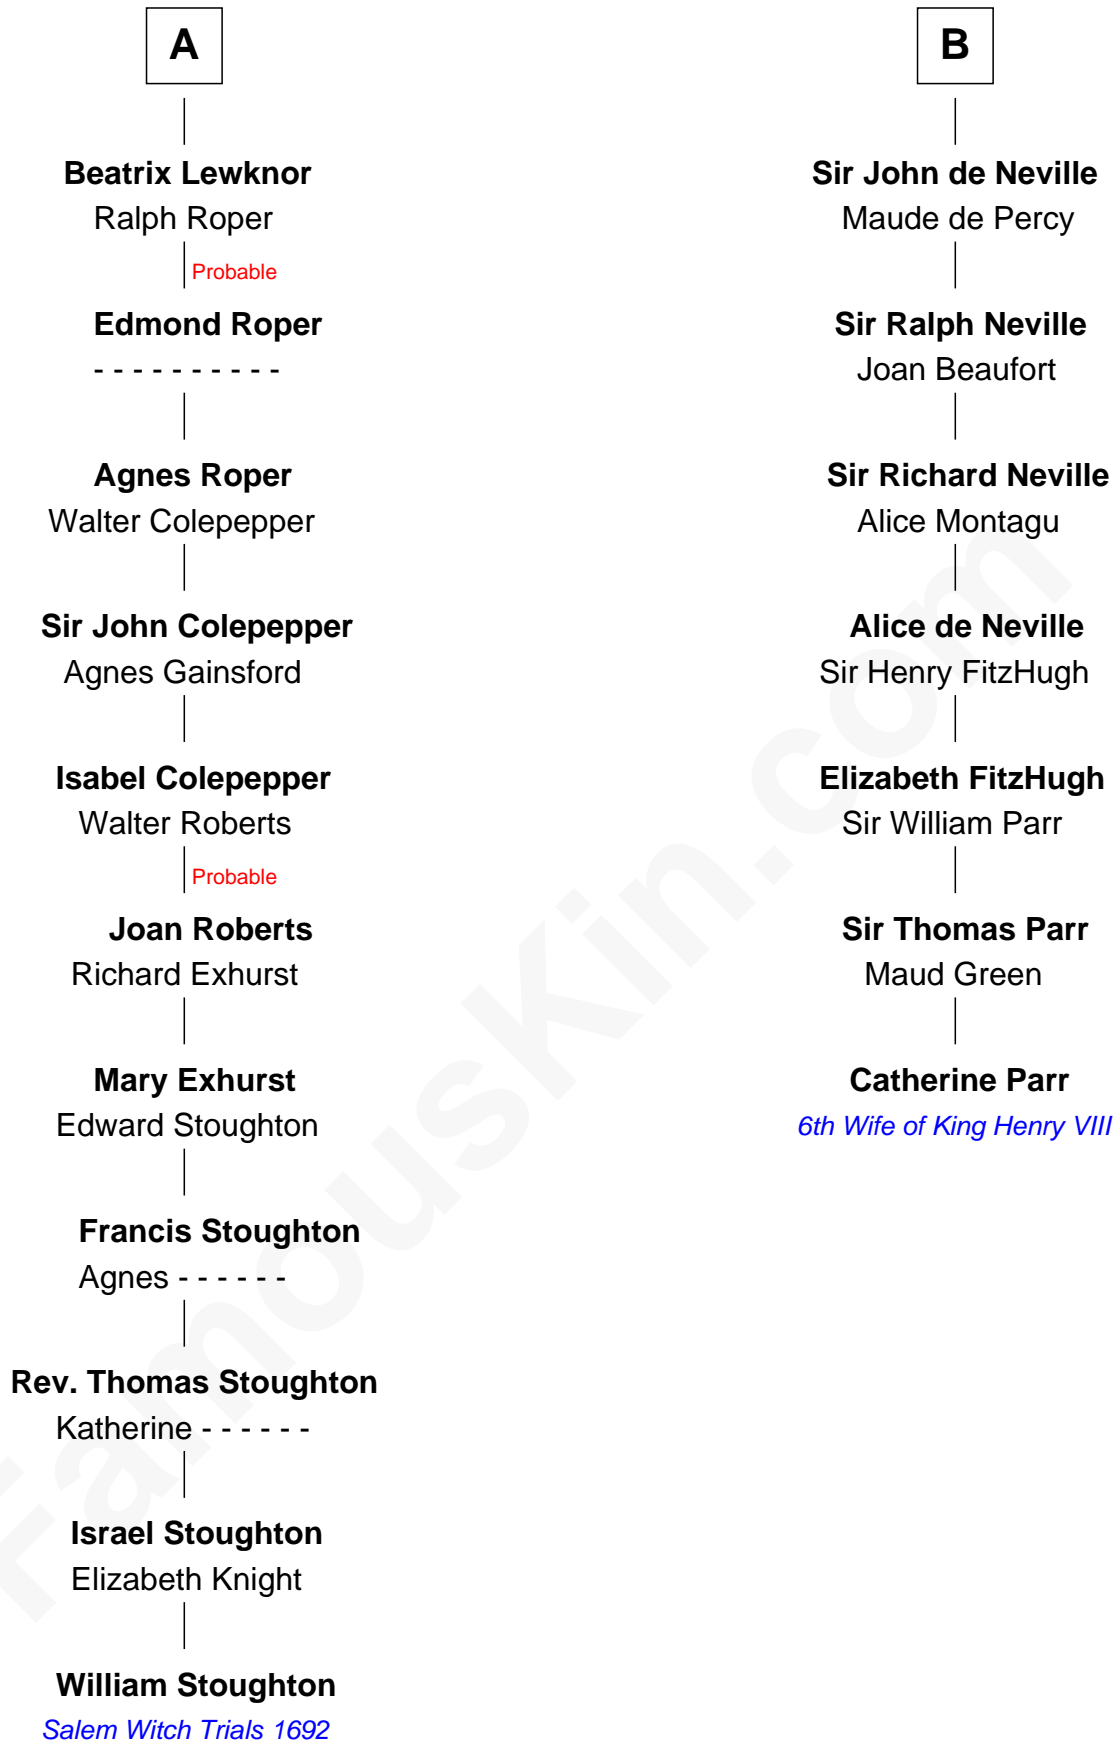 A
Beatrix Lewknor
Ralph Roper
Probable
Edmond Roper
- - - - - - - - - -
Agnes Roper
Walter Colepepper
Sir John Colepepper
Agnes Gainsford
Isabel Colepepper
Walter Roberts
Probable
Joan Roberts
Richard Exhurst
Mary Exhurst
Edward Stoughton
Francis Stoughton
Agnes - - - - - -
Rev. Thomas Stoughton
Katherine - - - - - -
Israel Stoughton
Elizabeth Knight
William Stoughton
Salem Witch Trials 1692
B
Sir John de Neville
Maude de Percy
Sir Ralph Neville
Joan Beaufort
Sir Richard Neville
Alice Montagu
Alice de Neville
Sir Henry FitzHugh
Elizabeth FitzHugh
Sir William Parr
Sir Thomas Parr
Maud Green
Catherine Parr
6th Wife of King Henry VIII
FamousKin.com